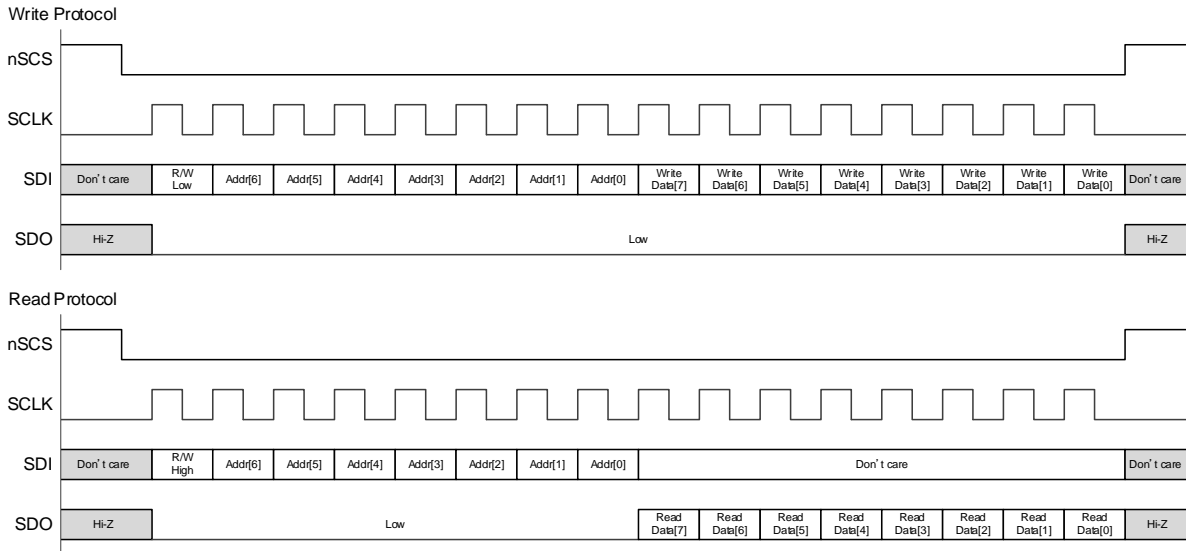 Write Protocol
nSCS
SCLK
SDI Don't care R/W Low Addr[6] Addr[5] Addr[4] Addr[3] Addr[2] Addr[1] Addr[0] Write Data[7] Write Data[6] Write Data[5] Write Data[4] Write Data[3] Write Data[2] Write Data[1] Write Data[0] Don't care
SDO Hi-Z Low Hi-Z
Read Protocol
nSCS
SCLK
SDI Don't care R/W High Addr[6] Addr[5] Addr[4] Addr[3] Addr[2] Addr[1] Addr[0] Don't care Don't care
SDO Hi-Z Low Read Data[7] Read Data[6] Read Data[5] Read Data[4] Read Data[3] Read Data[2] Read Data[1] Read Data[0] Hi-Z